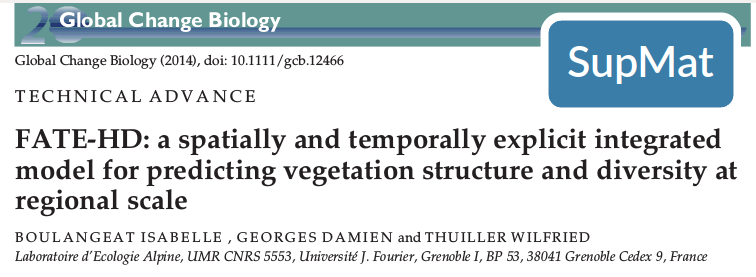 20
Global Change Biology
Global Change Biology (2014), doi: 10.1111/gcb.12466
SupMat
TECHNICAL ADVANCE
FATE-HD: a spatially and temporally explicit integrated
model for predicting vegetation structure and diversity at
regional scale
BOULANGEAT ISABELLE , GEORGES DAMIEN and THUILLER WILFRIED
Laboratoire d'Ecologie Alpine, UMR CNRS 5553, Université J. Fourier, Grenoble I, BP 53, 38041 Grenoble Cedex 9, France